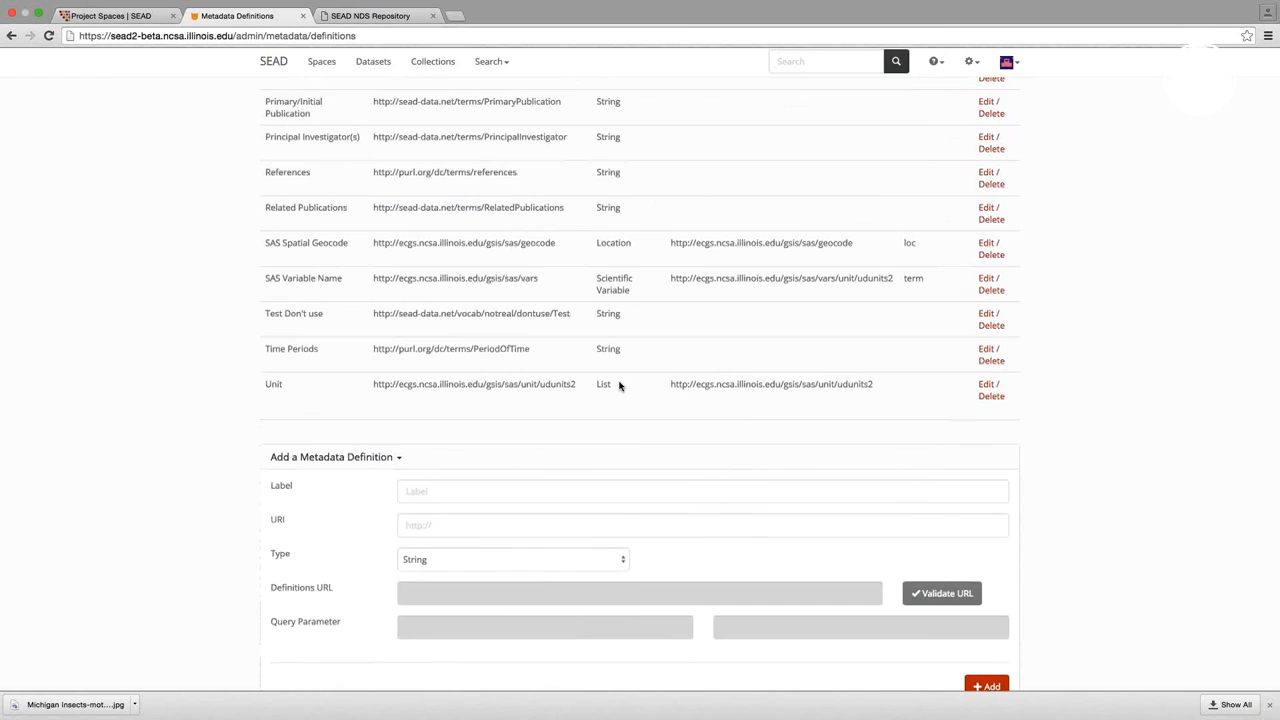 Project Spaces | SEAD
Metadata Definitions
SEAD NDS Repository
https://sead2-beta.ncsa.illinois.edu/admin/metadata/definitions
SEAD Spaces Datasets Collections Search Search
Delete
Primary/Initial Publication http://sead-data.net/terms/PrimaryPublication String Edit / Delete
Principal Investigator(s) http://sead-data.net/terms/PrincipalInvestigator String Edit / Delete
References http://purl.org/dc/terms/references String Edit / Delete
Related Publications http://sead-data.net/terms/RelatedPublications String Edit / Delete
SAS Spatial Geocode http://ecgs.ncsa.illinois.edu/gsis/sas/geocode Location http://ecgs.ncsa.illinois.edu/gsis/sas/geocode loc Edit / Delete
SAS Variable Name http://ecgs.ncsa.illinois.edu/gsis/sas/vars Scientific Variable http://ecgs.ncsa.illinois.edu/gsis/sas/vars/unit/udunits2 term Edit / Delete
Test Don't use http://sead-data.net/vocab/notreal/dontuse/Test String Edit / Delete
Time Periods http://purl.org/dc/terms/PeriodOfTime String Edit / Delete
Unit http://ecgs.ncsa.illinois.edu/gsis/sas/unit/udunits2 List http://ecgs.ncsa.illinois.edu/gsis/sas/unit/udunits2 Edit / Delete
Add a Metadata Definition
Label Label
URI http://
Type String
Definitions URL Validate URL
Query Parameter
+ Add
Michigan Insects-mot....jpg
Show All